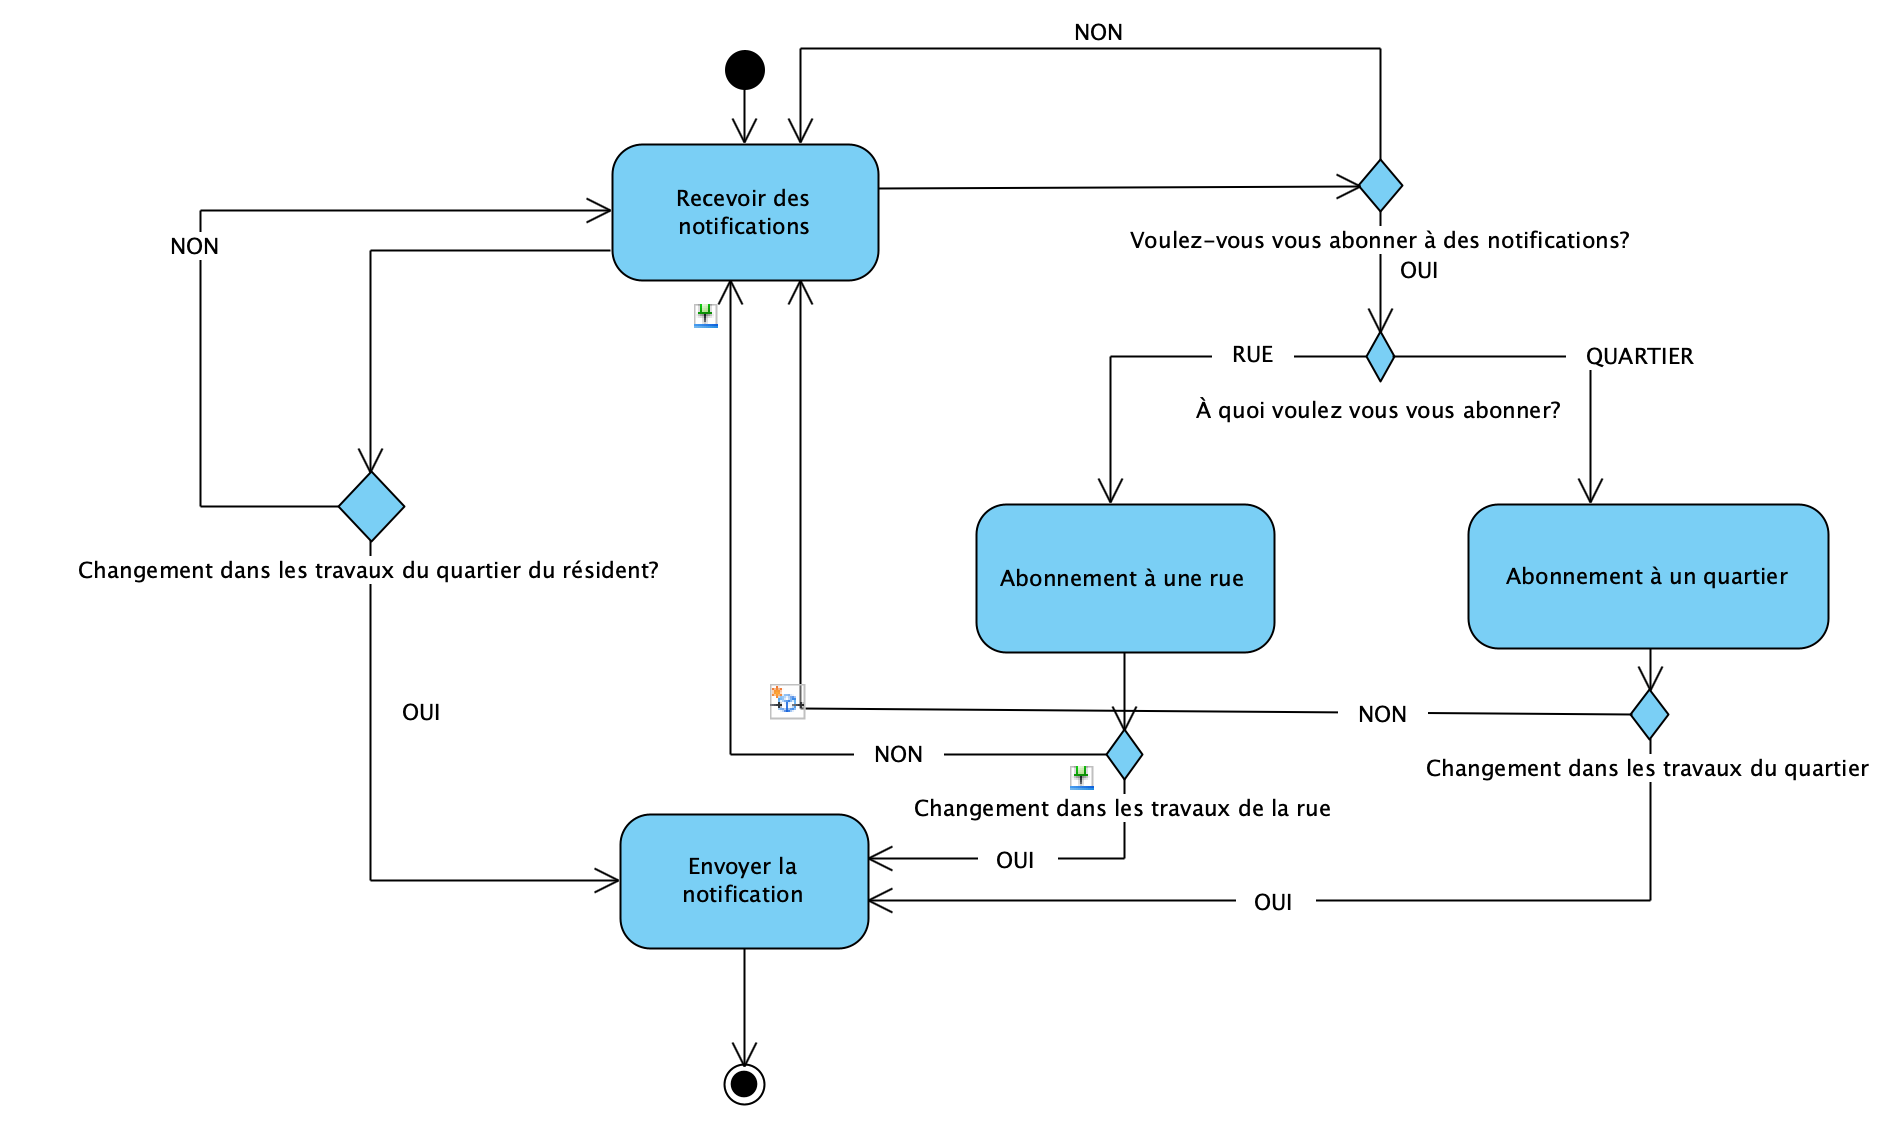 NON
Recevoir des
notifications
Voulez-vous vous abonner à des notifications?
NON
OUI
RUE
QUARTIER
À quoi voulez vous vous abonner?
Changement dans les travaux du quartier du résident?
Abonnement à une rue
Abonnement à un quartier
OUI
NON
NON
Changement dans les travaux du quartier
Changement dans les travaux de la rue
Envoyer la
notification
OUI
OUI